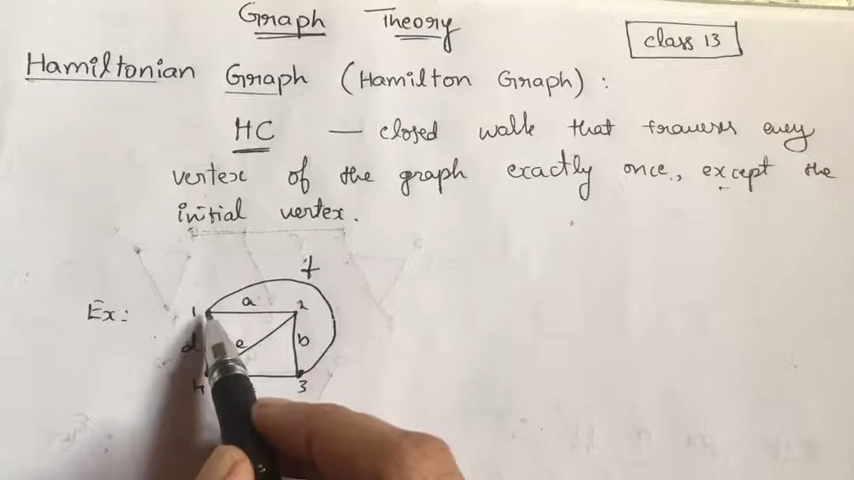 Graph Theory
class 13
Hamiltonian Graph (Hamilton Graph) :
HC — closed walk that travers every
vertex of the graph exactly once, except the
initial vertex.
f
Ex: 1 a 2
d e b
4 3